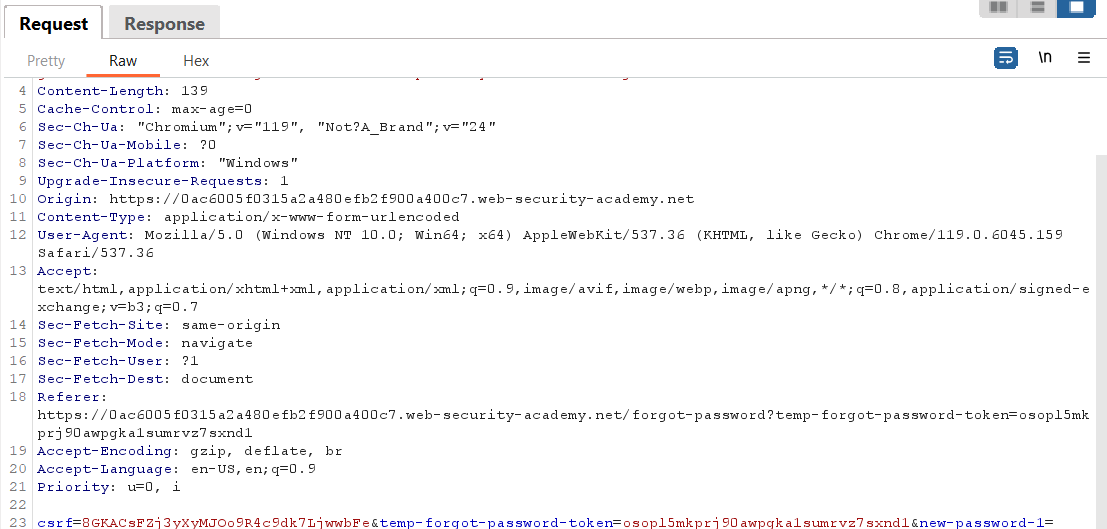 Request Response
Pretty Raw Hex \n
4 Content-Length: 139
5 Cache-Control: max-age=0
6 Sec-Ch-Ua: "Chromium";v="119", "Not?A_Brand";v="24"
7 Sec-Ch-Ua-Mobile: ?0
8 Sec-Ch-Ua-Platform: "Windows"
9 Upgrade-Insecure-Requests: 1
10 Origin: https://0ac6005f0315a2a480efb2f900a400c7.web-security-academy.net
11 Content-Type: application/x-www-form-urlencoded
12 User-Agent: Mozilla/5.0 (Windows NT 10.0; Win64; x64) AppleWebKit/537.36 (KHTML, like Gecko) Chrome/119.0.6045.159
Safari/537.36
13 Accept:
text/html,application/xhtml+xml,application/xml;q=0.9,image/avif,image/webp,image/apng,*/*;q=0.8,application/signed-e
xchange;v=b3;q=0.7
14 Sec-Fetch-Site: same-origin
15 Sec-Fetch-Mode: navigate
16 Sec-Fetch-User: ?1
17 Sec-Fetch-Dest: document
18 Referer:
https://0ac6005f0315a2a480efb2f900a400c7.web-security-academy.net/forgot-password?temp-forgot-password-token=osopl5mk
prj90awpgka1sumrvz7sxnd1
19 Accept-Encoding: gzip, deflate, br
20 Accept-Language: en-US,en;q=0.9
21 Priority: u=0, i
22
23 csrf=8GKACsFZj3yXyMJOo9R4c9dk7LjwwbFe&temp-forgot-password-token=osopl5mkprj90awpgka1sumrvz7sxnd1&new-password-1=